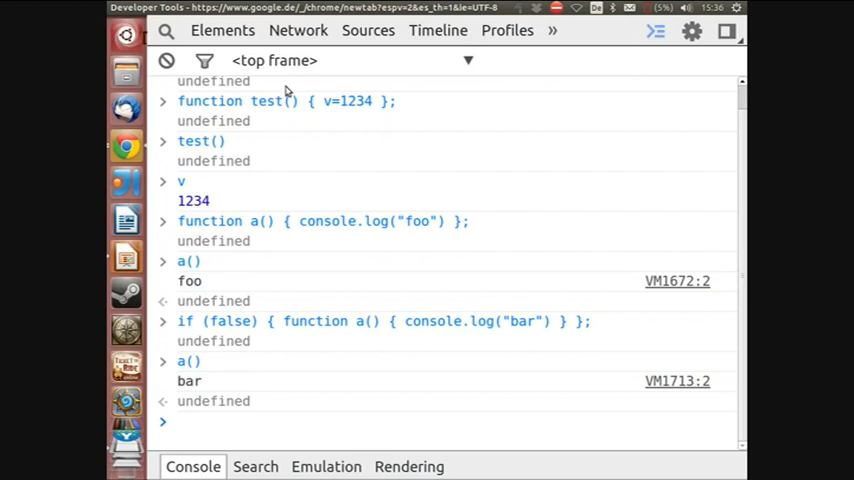 Developer Tools - https://www.google.de/_/chrome/newtab?espv=2&es_th=1&ie=UTF-8
De
(5%)
15:36
Elements Network Sources Timeline Profiles »
<top frame>
undefined
> function test() { v=1234 };
undefined
> test()
undefined
> v
1234
> function a() { console.log("foo") };
undefined
> a()
foo VM1672:2
undefined
> if (false) { function a() { console.log("bar") } };
undefined
> a()
bar VM1713:2
undefined
>
Console Search Emulation Rendering